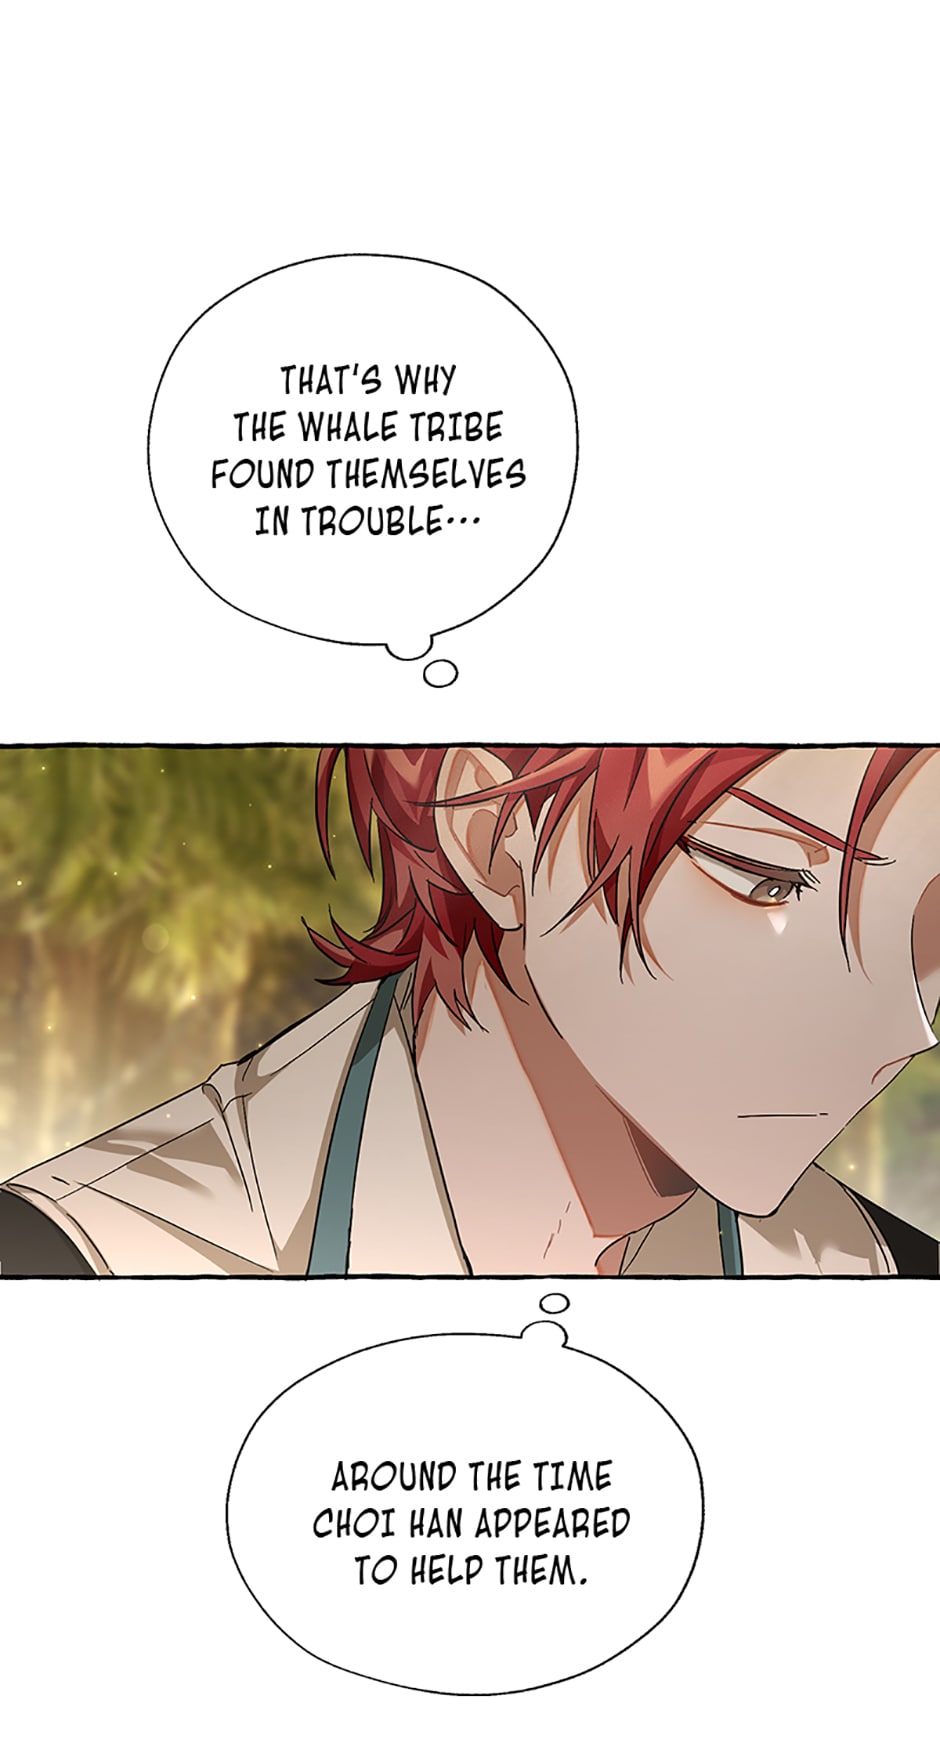 THAT'S WHY
THE WHALE TRIBE
FOUND THEMSELVES
IN TROUBLE...
AROUND THE TIME
CHOI HAN APPEARED
TO HELP THEM.